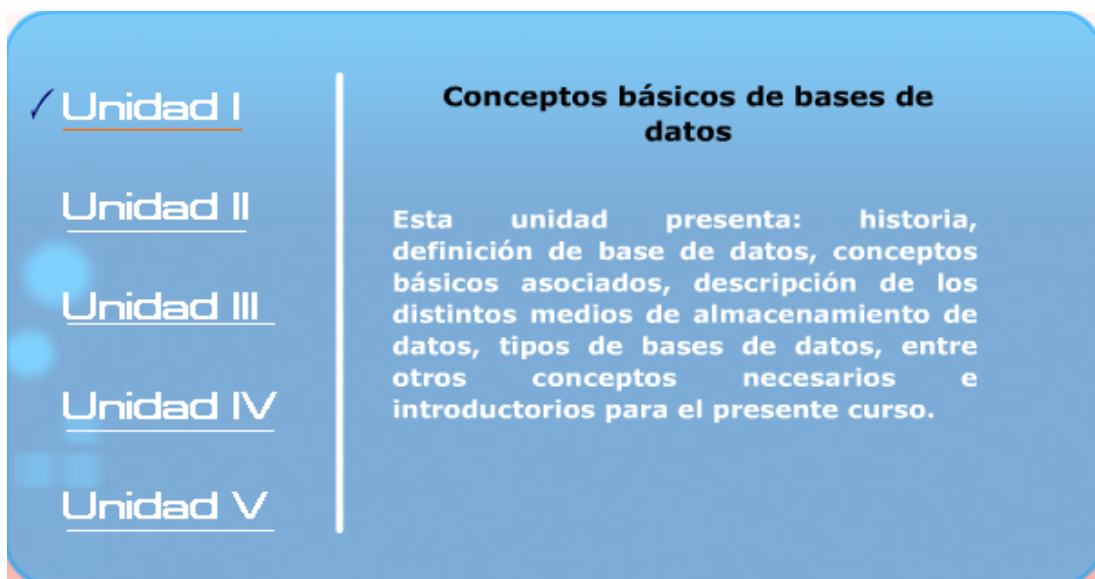 Unidad I
Unidad II
Unidad III
Unidad IV
Unidad V
Conceptos básicos de bases de
datos
Esta unidad presenta: historia,
definición de base de datos, conceptos
básicos asociados, descripción de los
distintos medios de almacenamiento de
datos, tipos de bases de datos, entre
otros conceptos necesarios e
introductorios para el presente curso.